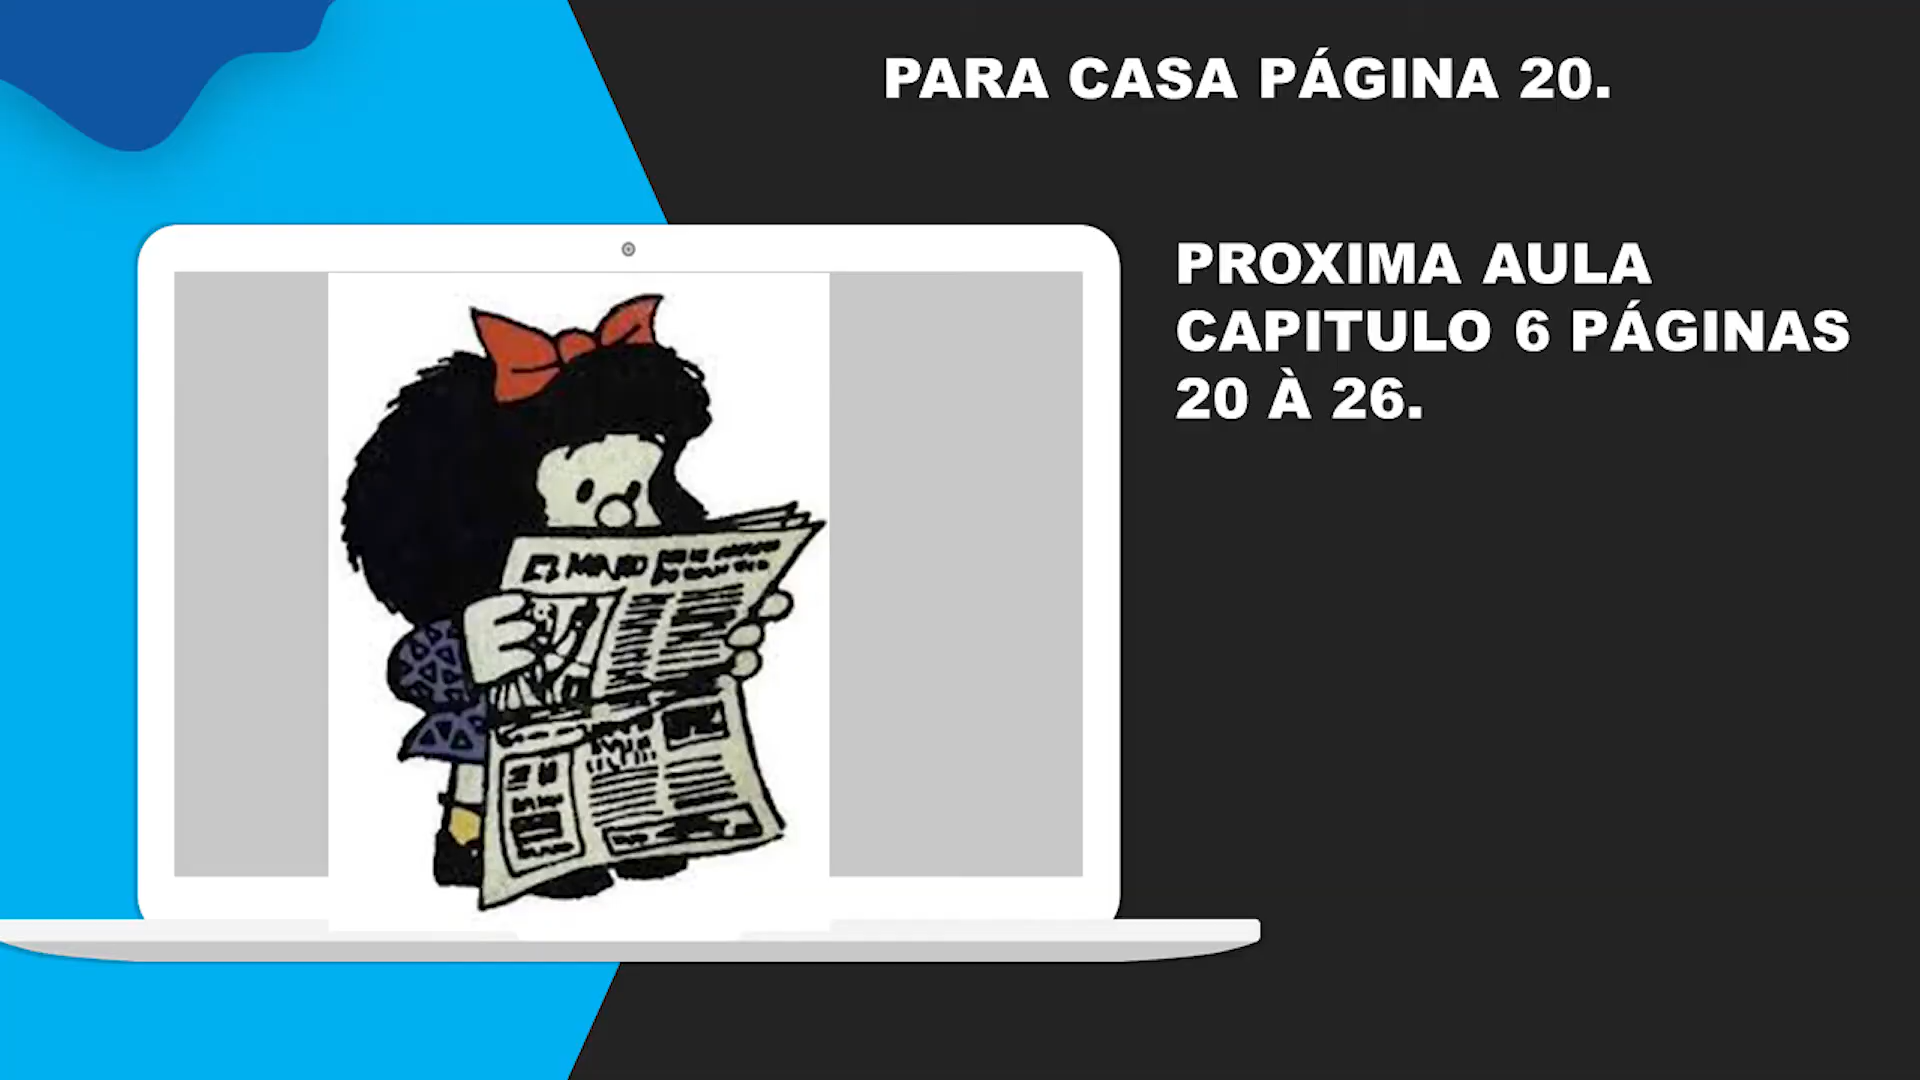 PARA CASA PÁGINA 20.
PROXIMA AULA
CAPITULO 6 PÁGINAS
20 À 26.